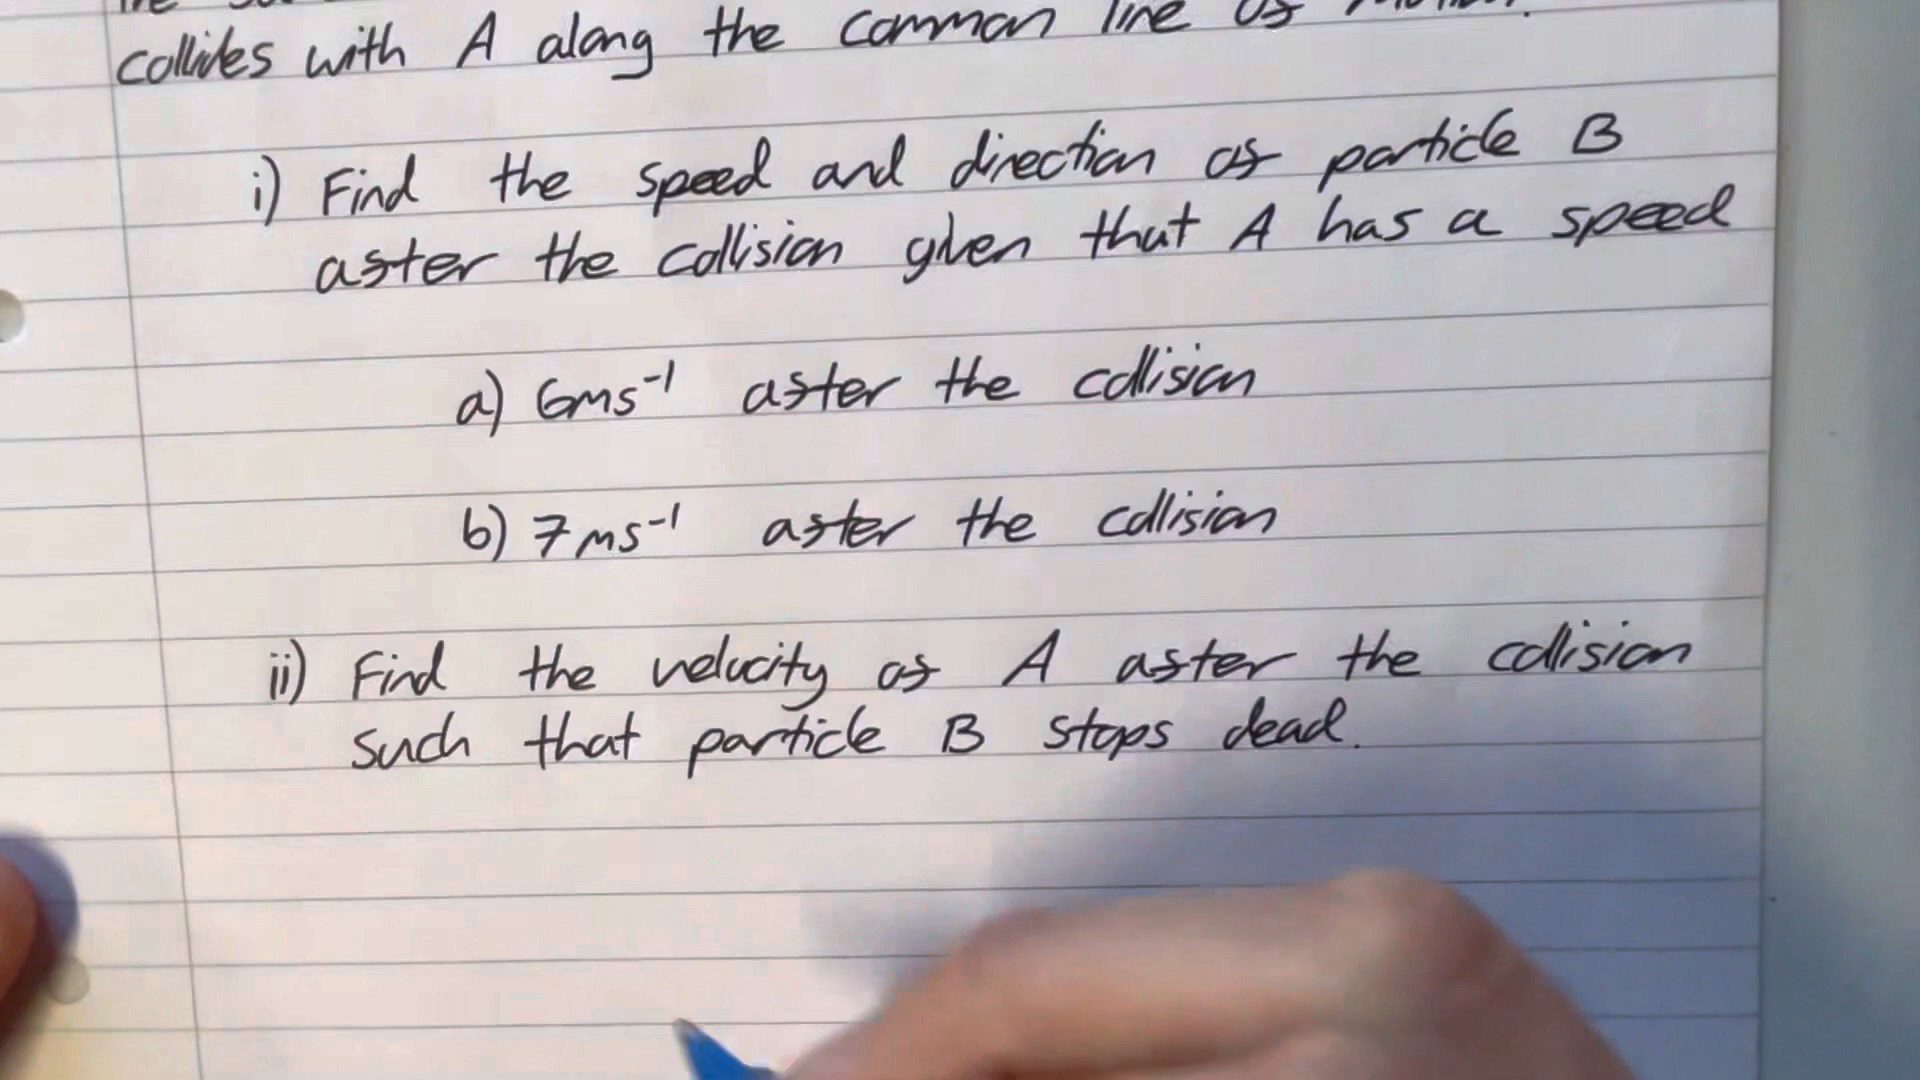 collides with A along the common line of
i) Find the speed and direction of particle B
after the collision given that A has a speed
a) 6ms⁻¹ after the collision
b) 7ms⁻¹ after the collision
ii) Find the velocity of A after the collision
such that particle B stops dead.